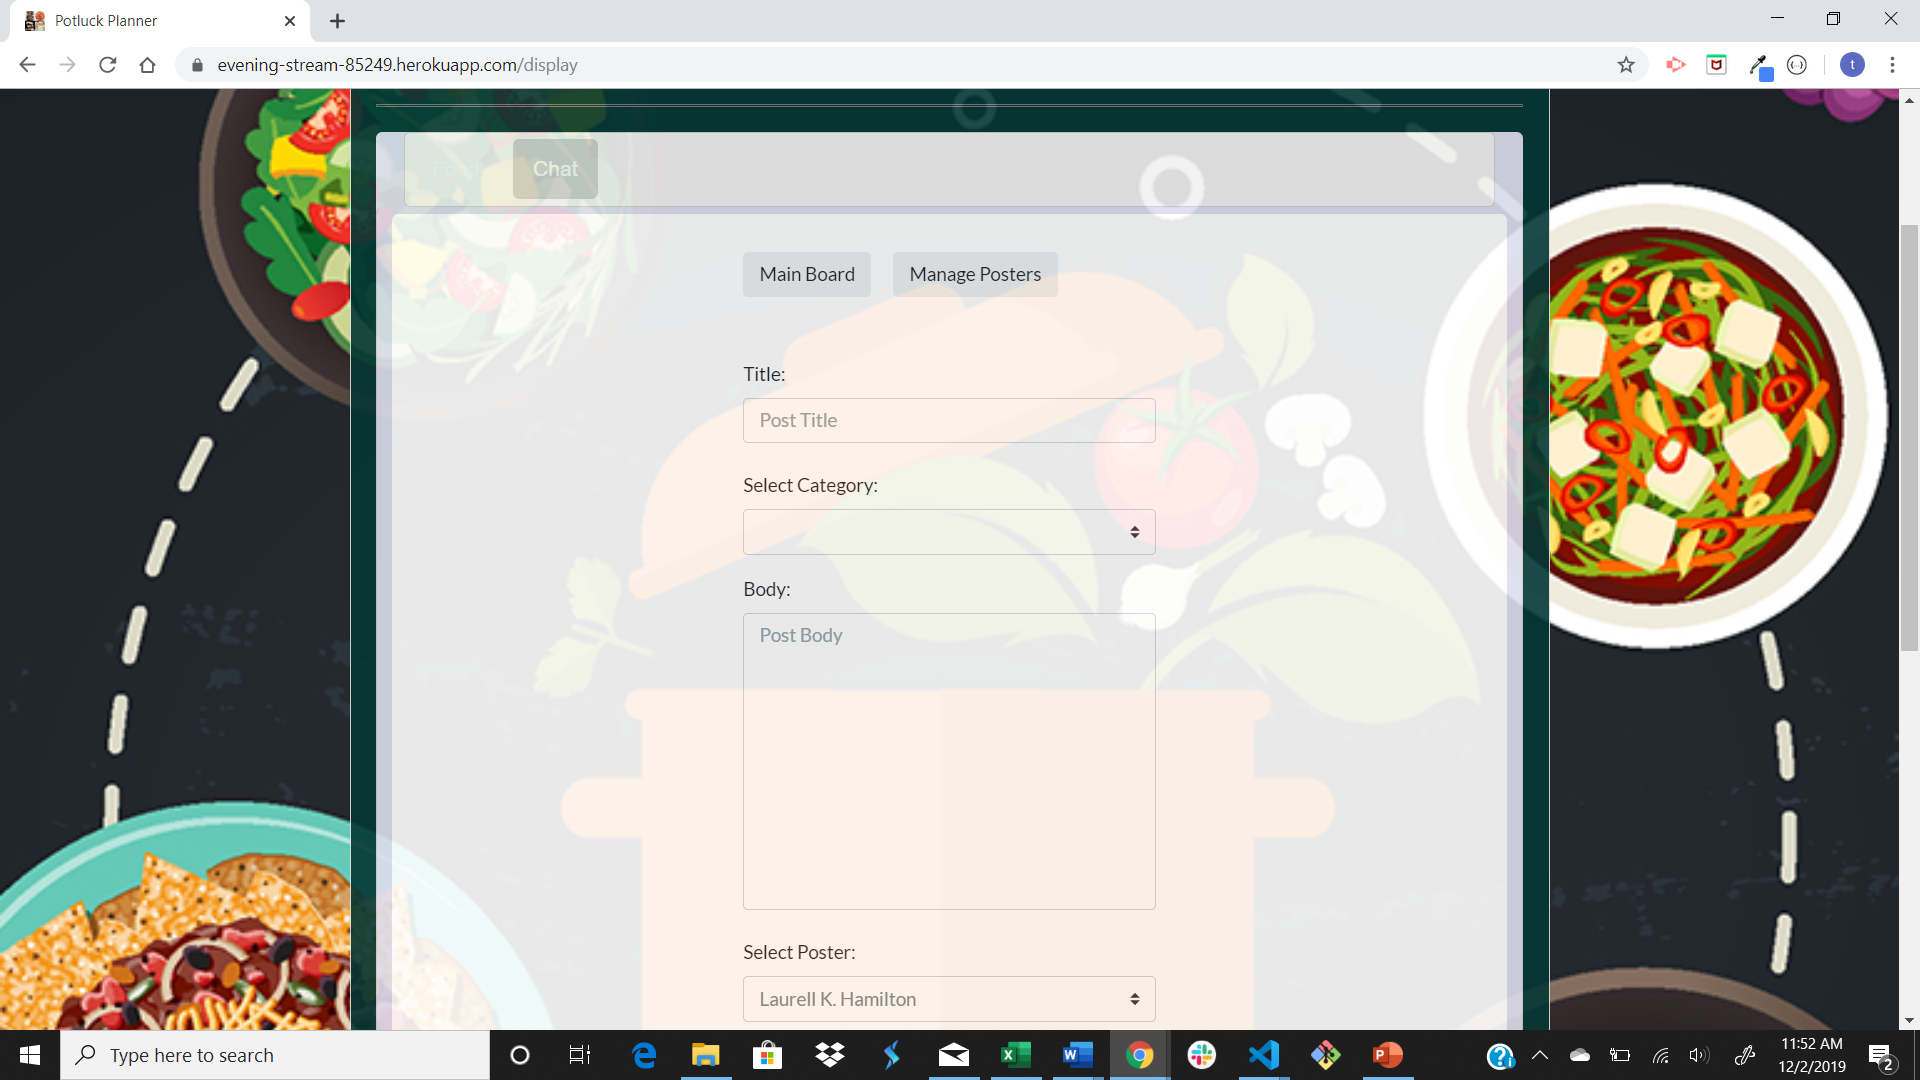 Potluck Planner
evening-stream-85249.herokuapp.com/display
t
Chat
Main Board Manage Posters
Title:
Post Title
Select Category:
Body:
Post Body
Select Poster:
Laurell K. Hamilton
Type here to search
11:52 AM
12/2/2019
2